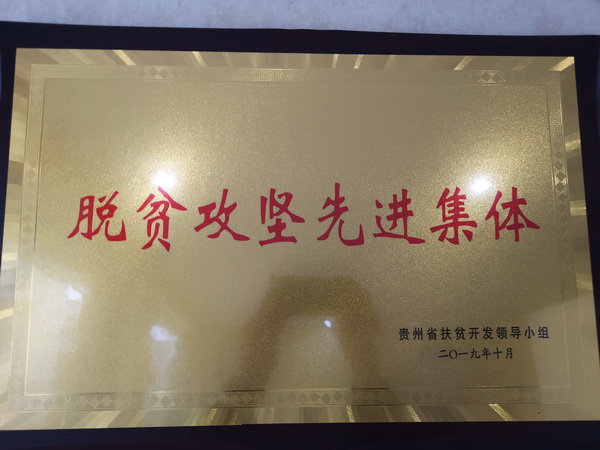 脱贫攻坚先进集体
贵州省扶贫开发领导小组
二〇一九年十月